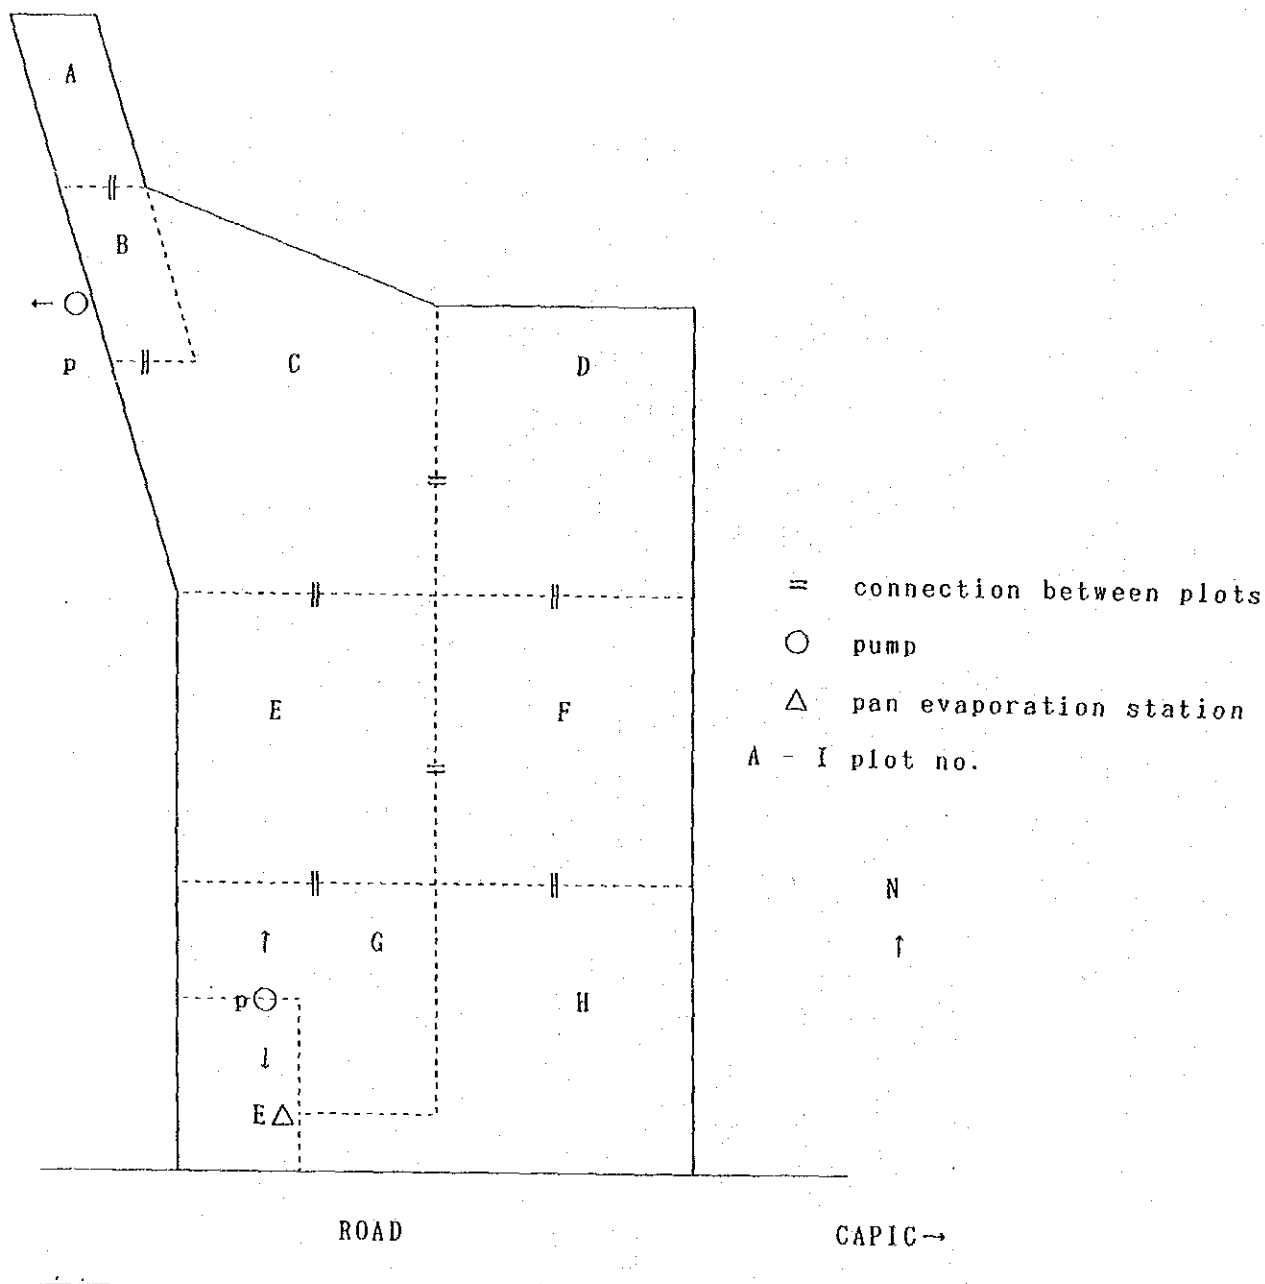 A
B
←
p
C
D
= connection between plots
○ pump
E
F
△ pan evaporation station
A - I plot no.
N
↑
↑
G
p
H
↓
E
ROAD
CAPIC→